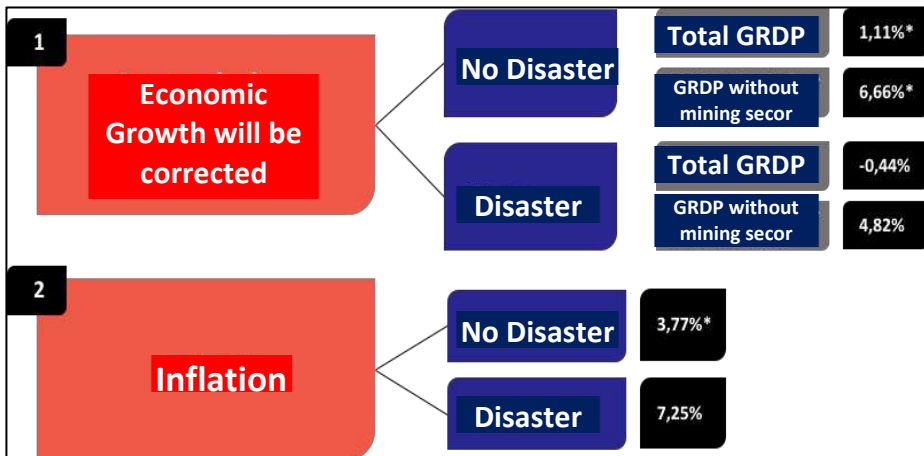 1
Economic
Growth will be
corrected
No Disaster
Total GRDP
1,11%*
GRDP without
mining secor
6,66%*
Disaster
Total GRDP
-0,44%
GRDP without
mining secor
4,82%
2
Inflation
No Disaster
3,77%*
Disaster
7,25%